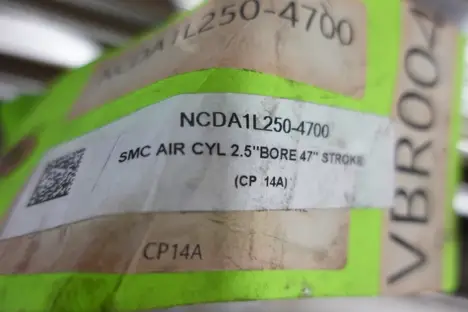 NCDA1L250-4700
NCDA1L250-4700
SMC AIR CYL 2.5"BORE 47" STROKE
(CP 14A)
CP14A
VBR004